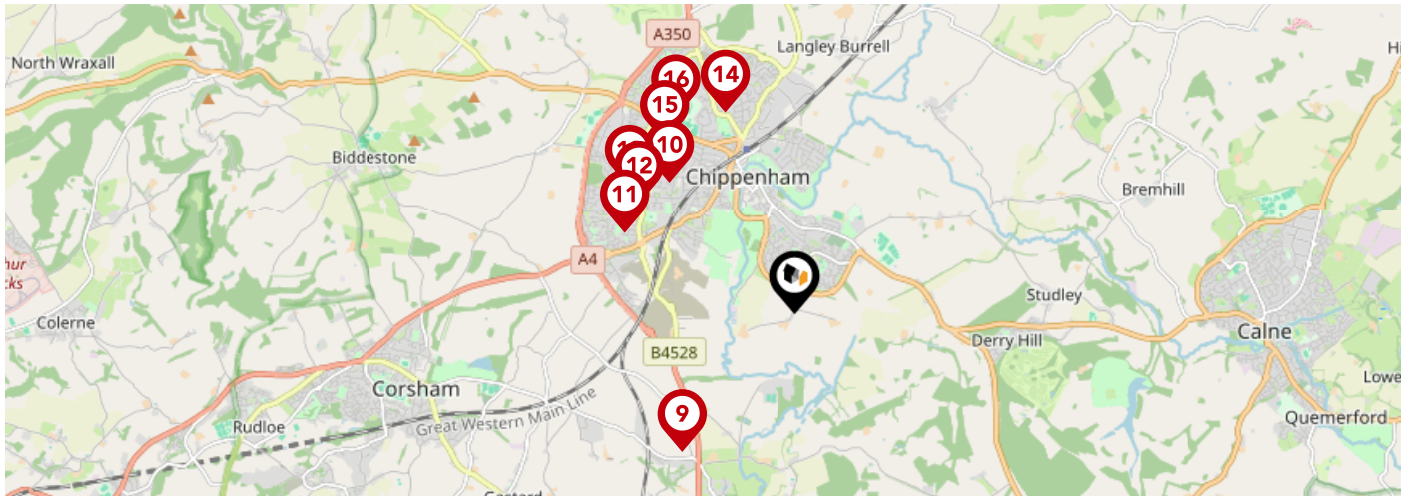 A350
Langley Burrell
North Wraxall
16
14
15
10
12
Biddestone
Chippenham
11
Bremhill
A4
Studley
Colerne
Calne
Derry Hill
B4528
Corsham
Great Western Main Line
9
Rudloe
Quemerford